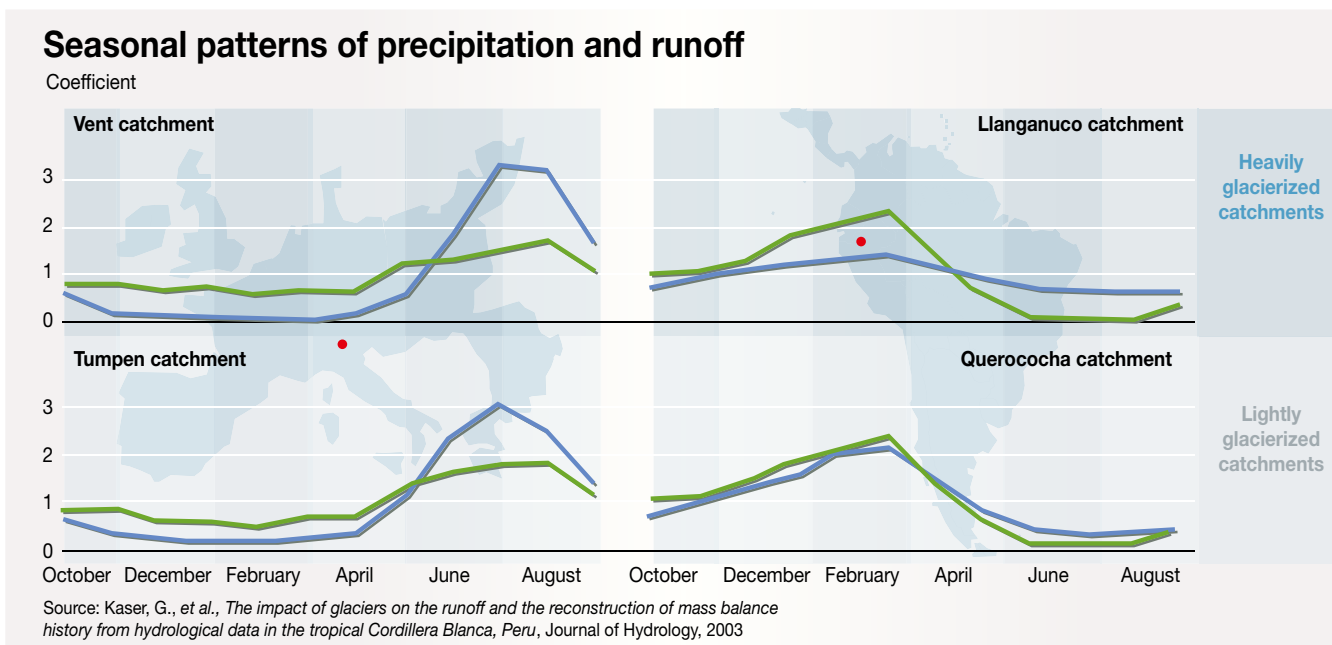 Seasonal patterns of precipitation and runoff
Coefficient
Vent catchment
3
2
1
0
Llanganuco catchment
Heavily
glacierized
catchments
Tumpen catchment
3
2
1
0
Querococha catchment
Lightly
glacierized
catchments
October December February April June August
October December February April June August
Source: Kaser, G., et al., The impact of glaciers on the runoff and the reconstruction of mass balance
history from hydrological data in the tropical Cordillera Blanca, Peru, Journal of Hydrology, 2003